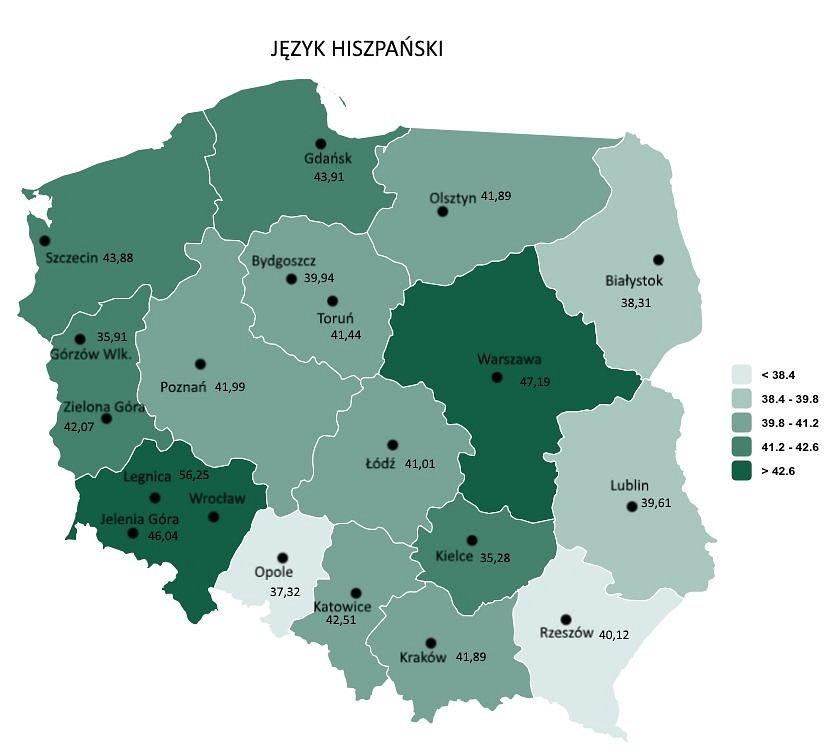 JĘZYK HISZPAŃSKI
Gdańsk
43,91
Olsztyn 41,89
Szczecin 43,88
Bydgoszcz
39,94
Toruń
41,44
Białystok
38,31
35,91
Górzów Wlk.
Poznań 41,99
Warszawa
47,19
Zielona Góra
42,07
Łódź 41,01
Legnica 56,25
Wrocław
Jelenia Góra
46,04
Lublin
39,61
Kielce 35,28
Opole
37,32
Katowice
42,51
Kraków 41,89
Rzeszów 40,12
< 38.4
38.4 - 39.8
39.8 - 41.2
41.2 - 42.6
> 42.6